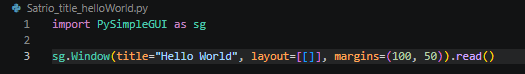 Satrio_title_helloWorld.py
1 import PySimpleGUI as sg
2
3 sg.Window(title="Hello World", layout=[[]], margins=(100, 50)).read()